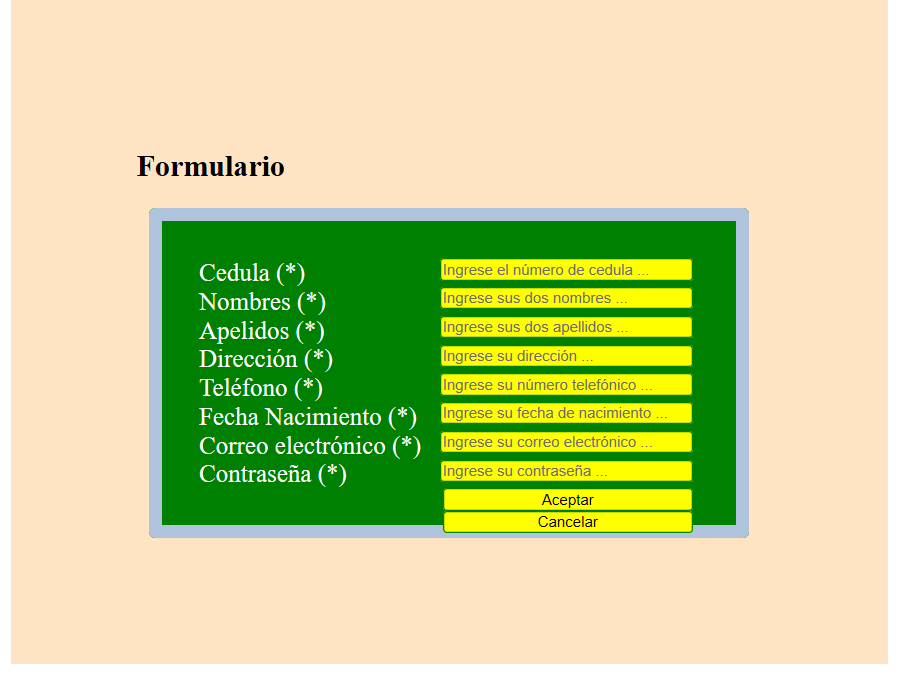 Formulario
Cedula (*) Ingrese el número de cedula ...
Nombres (*) Ingrese sus dos nombres ...
Apelidos (*) Ingrese sus dos apellidos ...
Dirección (*) Ingrese su dirección ...
Teléfono (*) Ingrese su número telefónico ...
Fecha Nacimiento (*) Ingrese su fecha de nacimiento ...
Correo electrónico (*) Ingrese su correo electrónico ...
Contraseña (*) Ingrese su contraseña ...
Aceptar
Cancelar